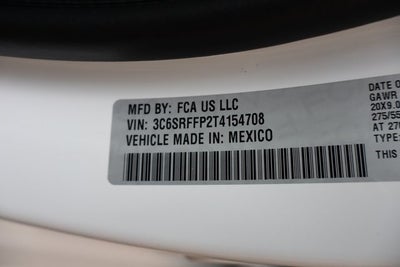 MFD BY: FCA US LLC
VIN: 3C6SRFFP2T4154708
VEHICLE MADE IN: MEXICO
DATE O
GAWR
20X9.0
275/55
AT 27
TYPE:
THIS